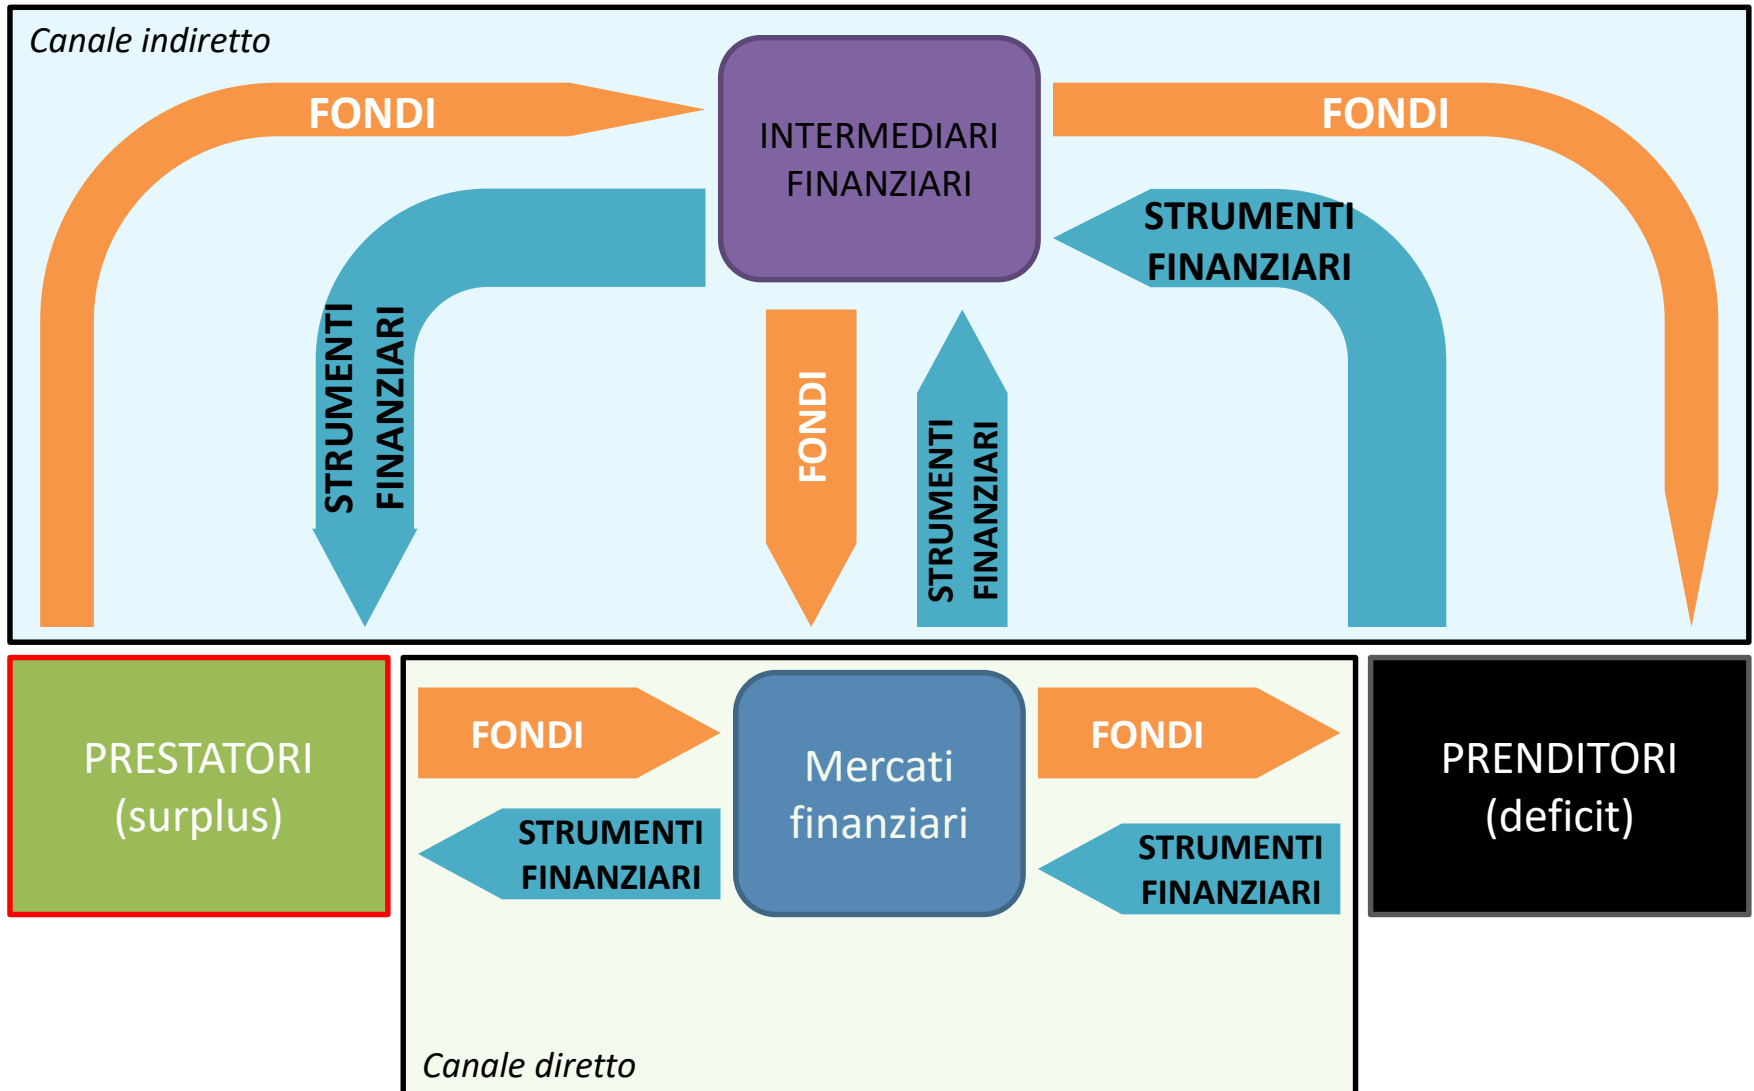 Canale indiretto
FONDI
INTERMEDIARI
FINANZIARI
FONDI
STRUMENTI
FINANZIARI
STRUMENTI
FINANZIARI
FONDI
STRUMENTI
FINANZIARI
PRESTATORI
(surplus)
FONDI
STRUMENTI
FINANZIARI
Mercati
finanziari
FONDI
STRUMENTI
FINANZIARI
PRENDITORI
(deficit)
Canale diretto